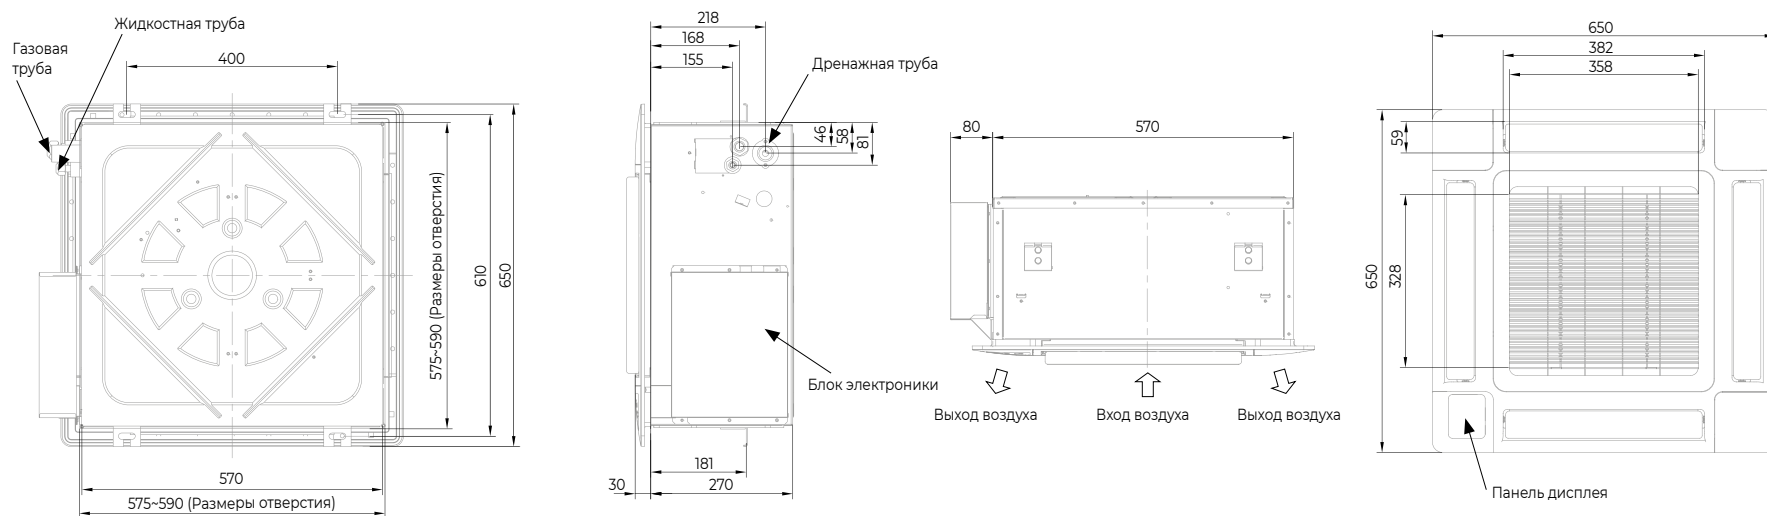 Жидкостная труба
Газовая
труба
400
575~590 (Размеры отверстия)
610
650
570
575~590 (Размеры отверстия)
218
168
155
Дренажная труба
46
58
81
Блок электроники
181
30
270
80
570
Выход воздуха
Вход воздуха
Выход воздуха
650
382
358
59
650
328
Панель дисплея